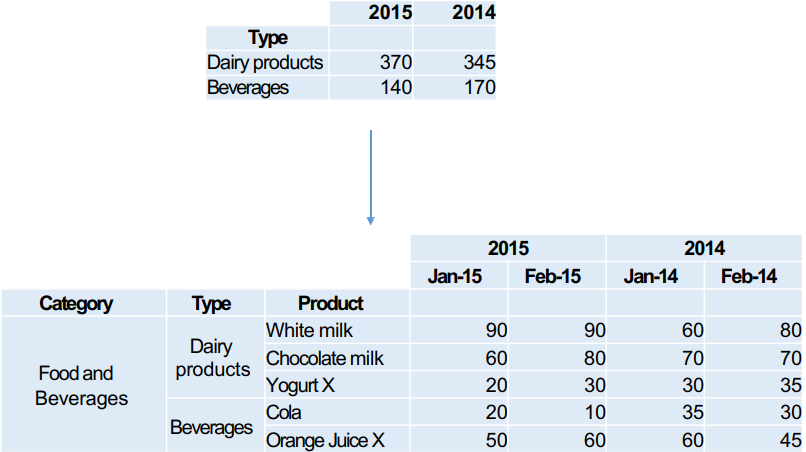 2015 2014
Type
Dairy products 370 345
Beverages 140 170
2015 2014
Jan-15 Feb-15 Jan-14 Feb-14
Category Type Product
Food and Beverages
Dairy products
White milk 90 90 60 80
Chocolate milk 60 80 70 70
Yogurt X 20 30 30 35
Beverages
Cola 20 10 35 30
Orange Juice X 50 60 60 45